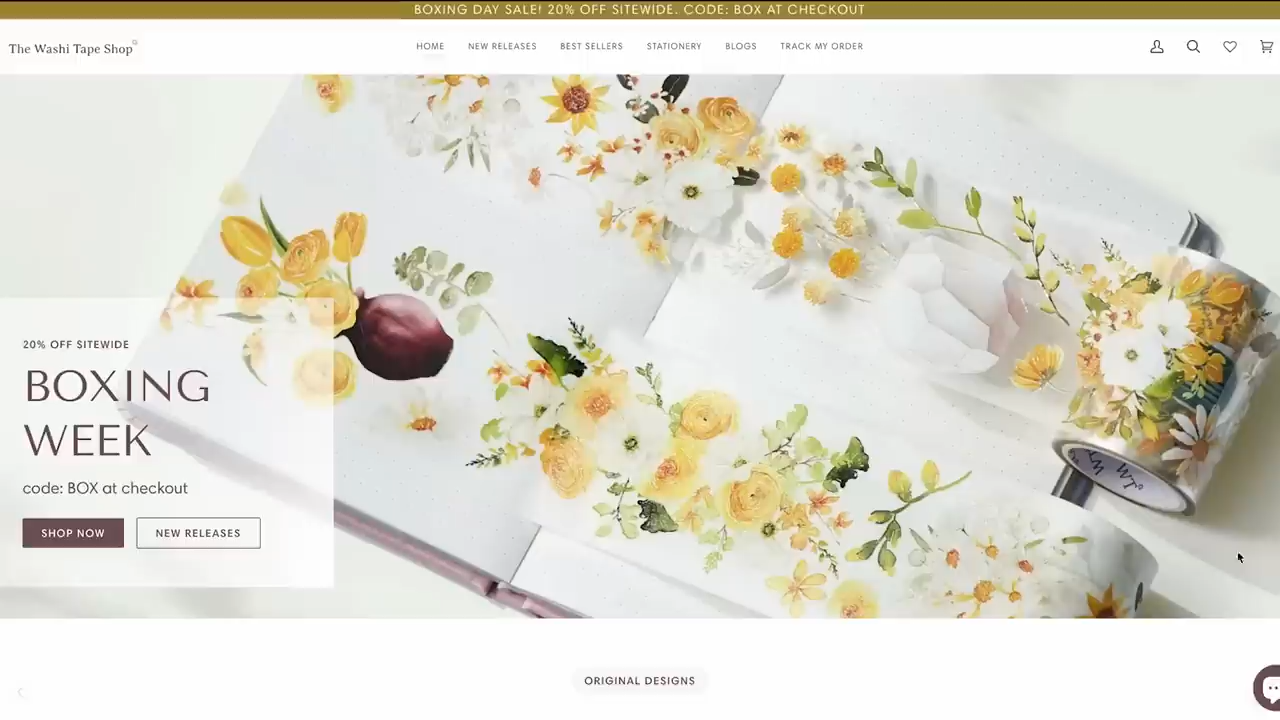 BOXING DAY SALE! 20% OFF SITEWIDE. CODE: BOX AT CHECKOUT
The Washi Tape Shop
HOME NEW RELEASES BEST SELLERS STATIONERY BLOGS TRACK MY ORDER
20% OFF SITEWIDE
BOXING
WEEK
code: BOX at checkout
SHOP NOW NEW RELEASES
ORIGINAL DESIGNS